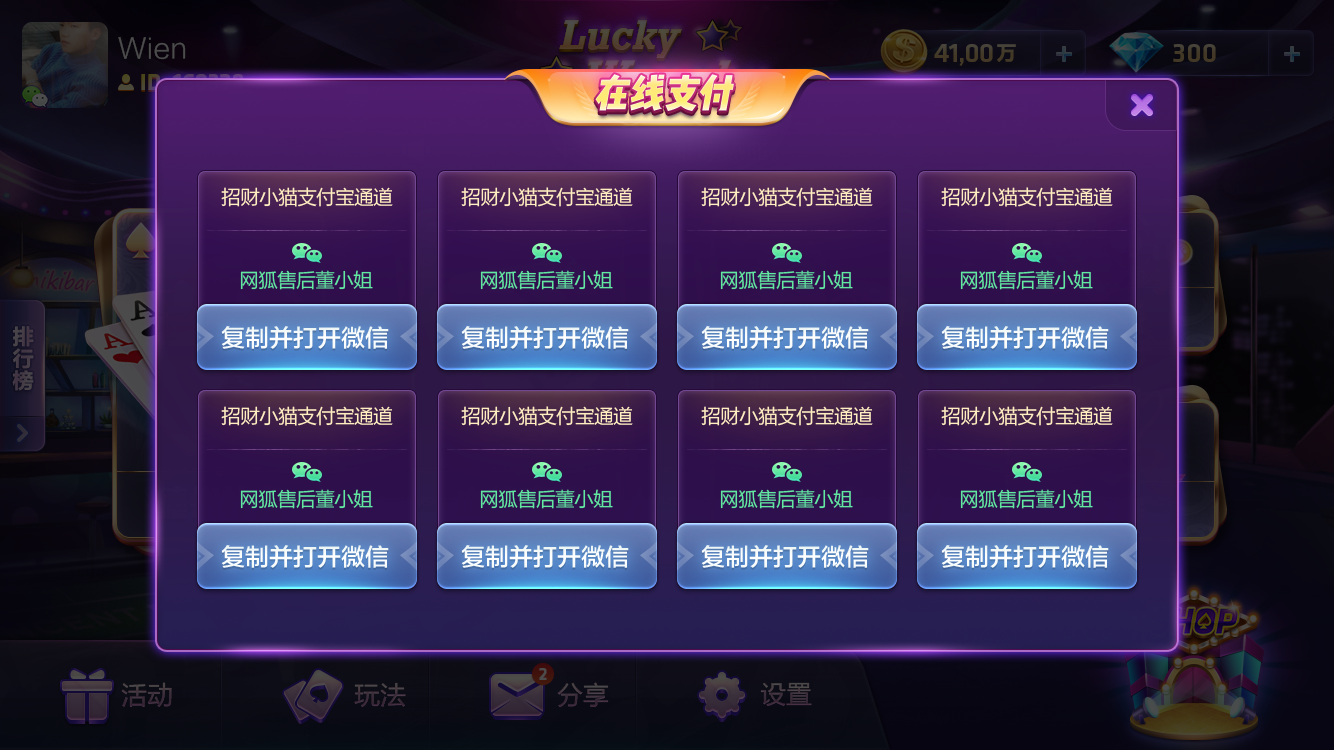 Wien
Lucky
41,00万
300
在线支付
招财小猫支付宝通道
招财小猫支付宝通道
招财小猫支付宝通道
招财小猫支付宝通道
网狐售后董小姐
网狐售后董小姐
网狐售后董小姐
网狐售后董小姐
复制并打开微信
复制并打开微信
复制并打开微信
复制并打开微信
招财小猫支付宝通道
招财小猫支付宝通道
招财小猫支付宝通道
招财小猫支付宝通道
网狐售后董小姐
网狐售后董小姐
网狐售后董小姐
网狐售后董小姐
复制并打开微信
复制并打开微信
复制并打开微信
复制并打开微信
排行榜
A
A
活动
玩法
2
分享
设置